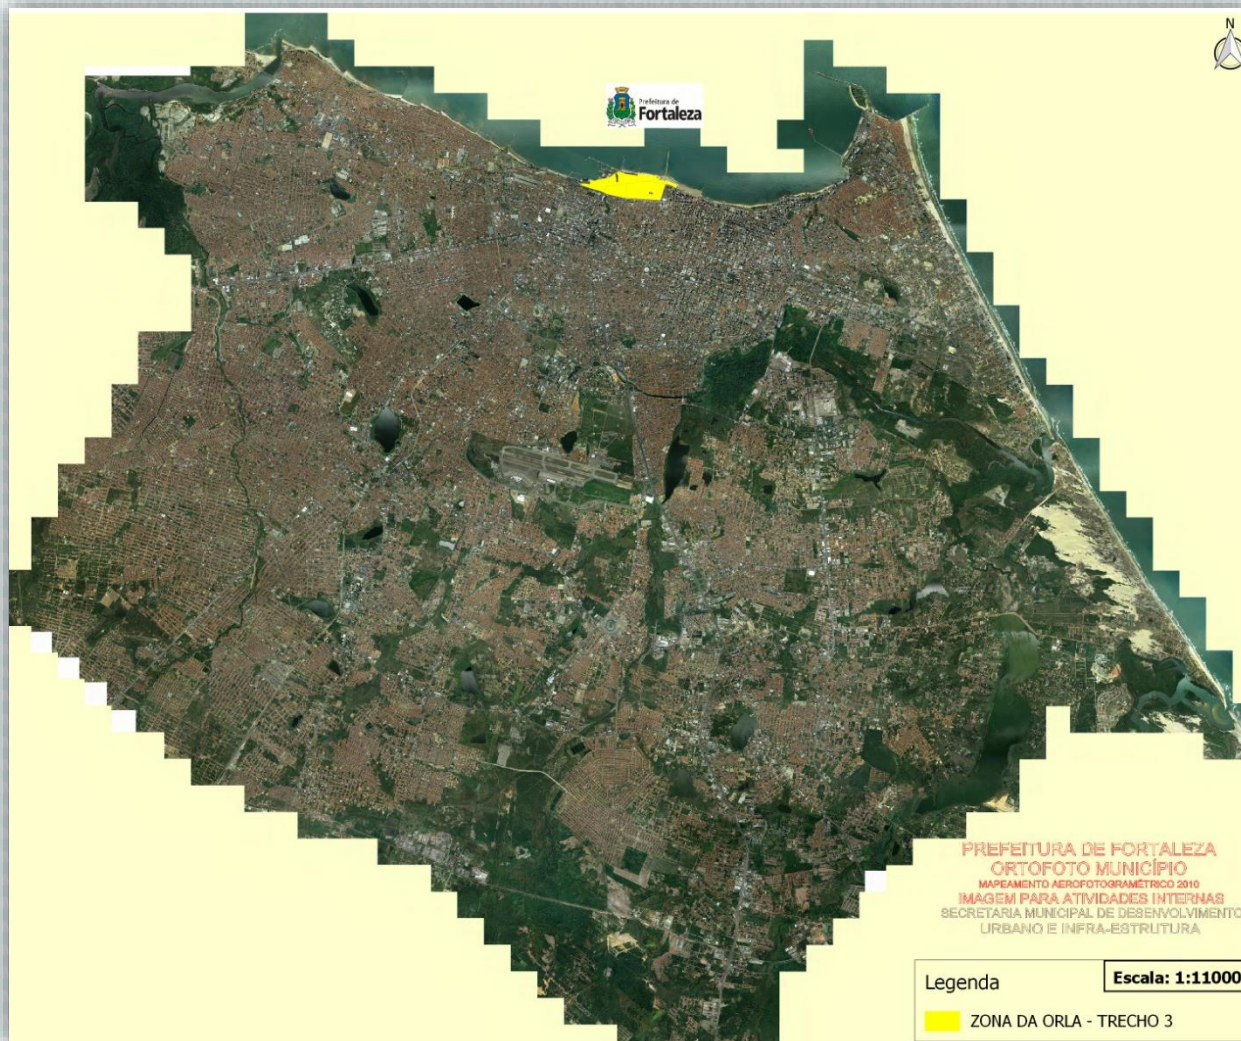 N
Prefeitura de
Fortaleza
PREFEITURA DE FORTALEZA
ORTOFOTO MUNICÍPIO
MAPEAMENTO AEROFOTOGRAMÉTRICO 2010
IMAGEM PARA ATIVIDADES INTERNAS
SECRETARIA MUNICIPAL DE DESENVOLVIMENTO
URBANO E INFRA-ESTRUTURA
Legenda
Escala: 1:11000
ZONA DA ORLA - TRECHO 3